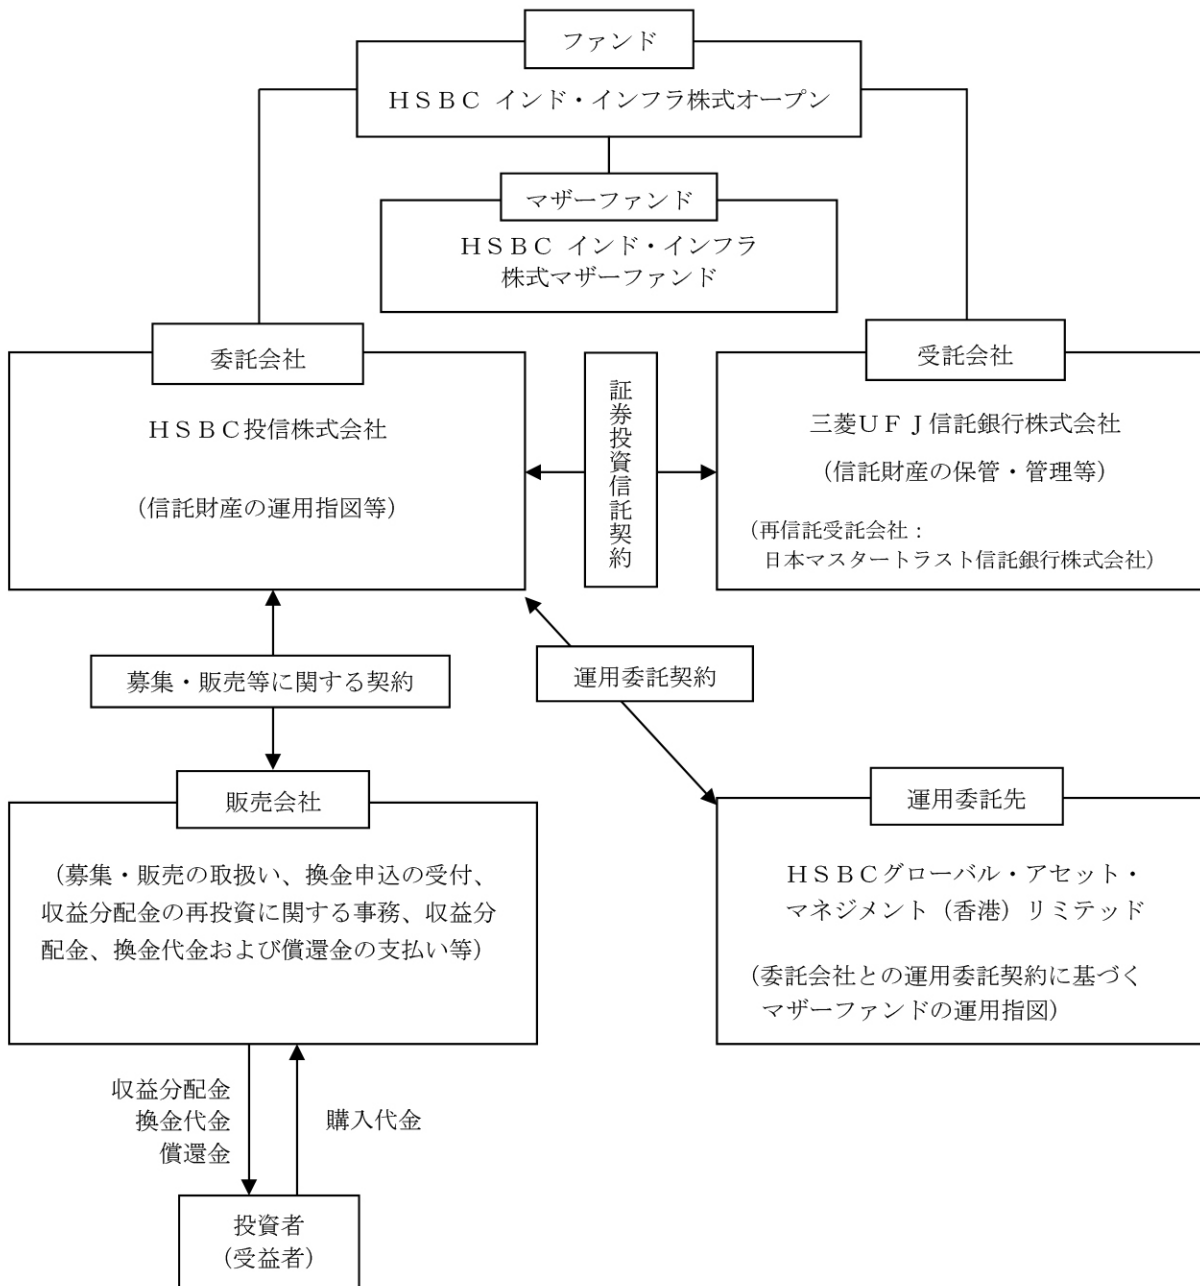 ファンド
HSBC インド・インフラ株式オープン
マザーファンド
HSBC インド・インフラ
株式マザーファンド
委託会社
HSBC投信株式会社
（信託財産の運用指図等）
証券投資信託契約
受託会社
三菱UFJ信託銀行株式会社
（信託財産の保管・管理等）
（再信託受託会社：
日本マスタートラスト信託銀行株式会社）
募集・販売等に関する契約
運用委託契約
販売会社
（募集・販売の取扱い、換金申込の受付、
収益分配金の再投資に関する事務、収益分
配金、換金代金および償還金の支払い等）
運用委託先
HSBCグローバル・アセット・
マネジメント（香港）リミテッド
（委託会社との運用委託契約に基づく
マザーファンドの運用指図）
収益分配金
換金代金
償還金
購入代金
投資者
（受益者）